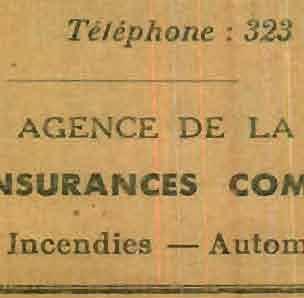 Téléphone : 323
AGENCE DE LA
NSURANCES COM
Incendies — Autom